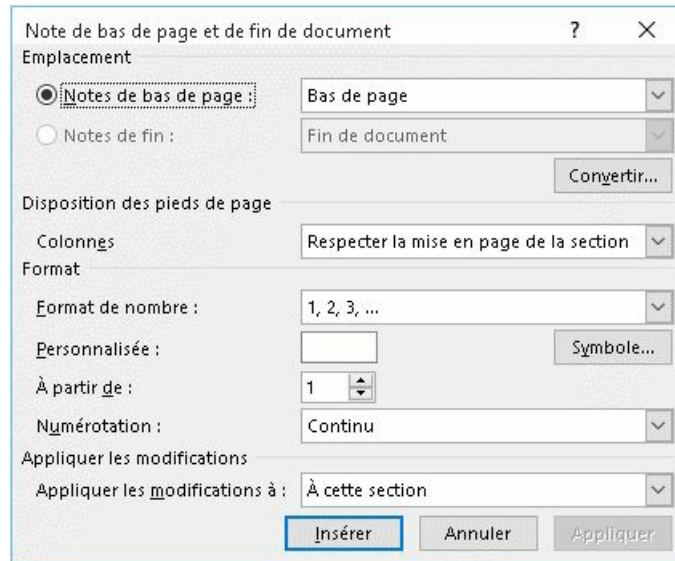 Note de bas de page et de fin de document ? X
Emplacement
Notes de bas de page : Bas de page
Notes de fin : Fin de document
Convertir...
Disposition des pieds de page
Colonnes Respecter la mise en page de la section
Format
Format de nombre : 1, 2, 3, ...
Personnalisée : Symbole...
À partir de : 1
Numérotation : Continu
Appliquer les modifications
Appliquer les modifications à : À cette section
Insérer Annuler Appliquer